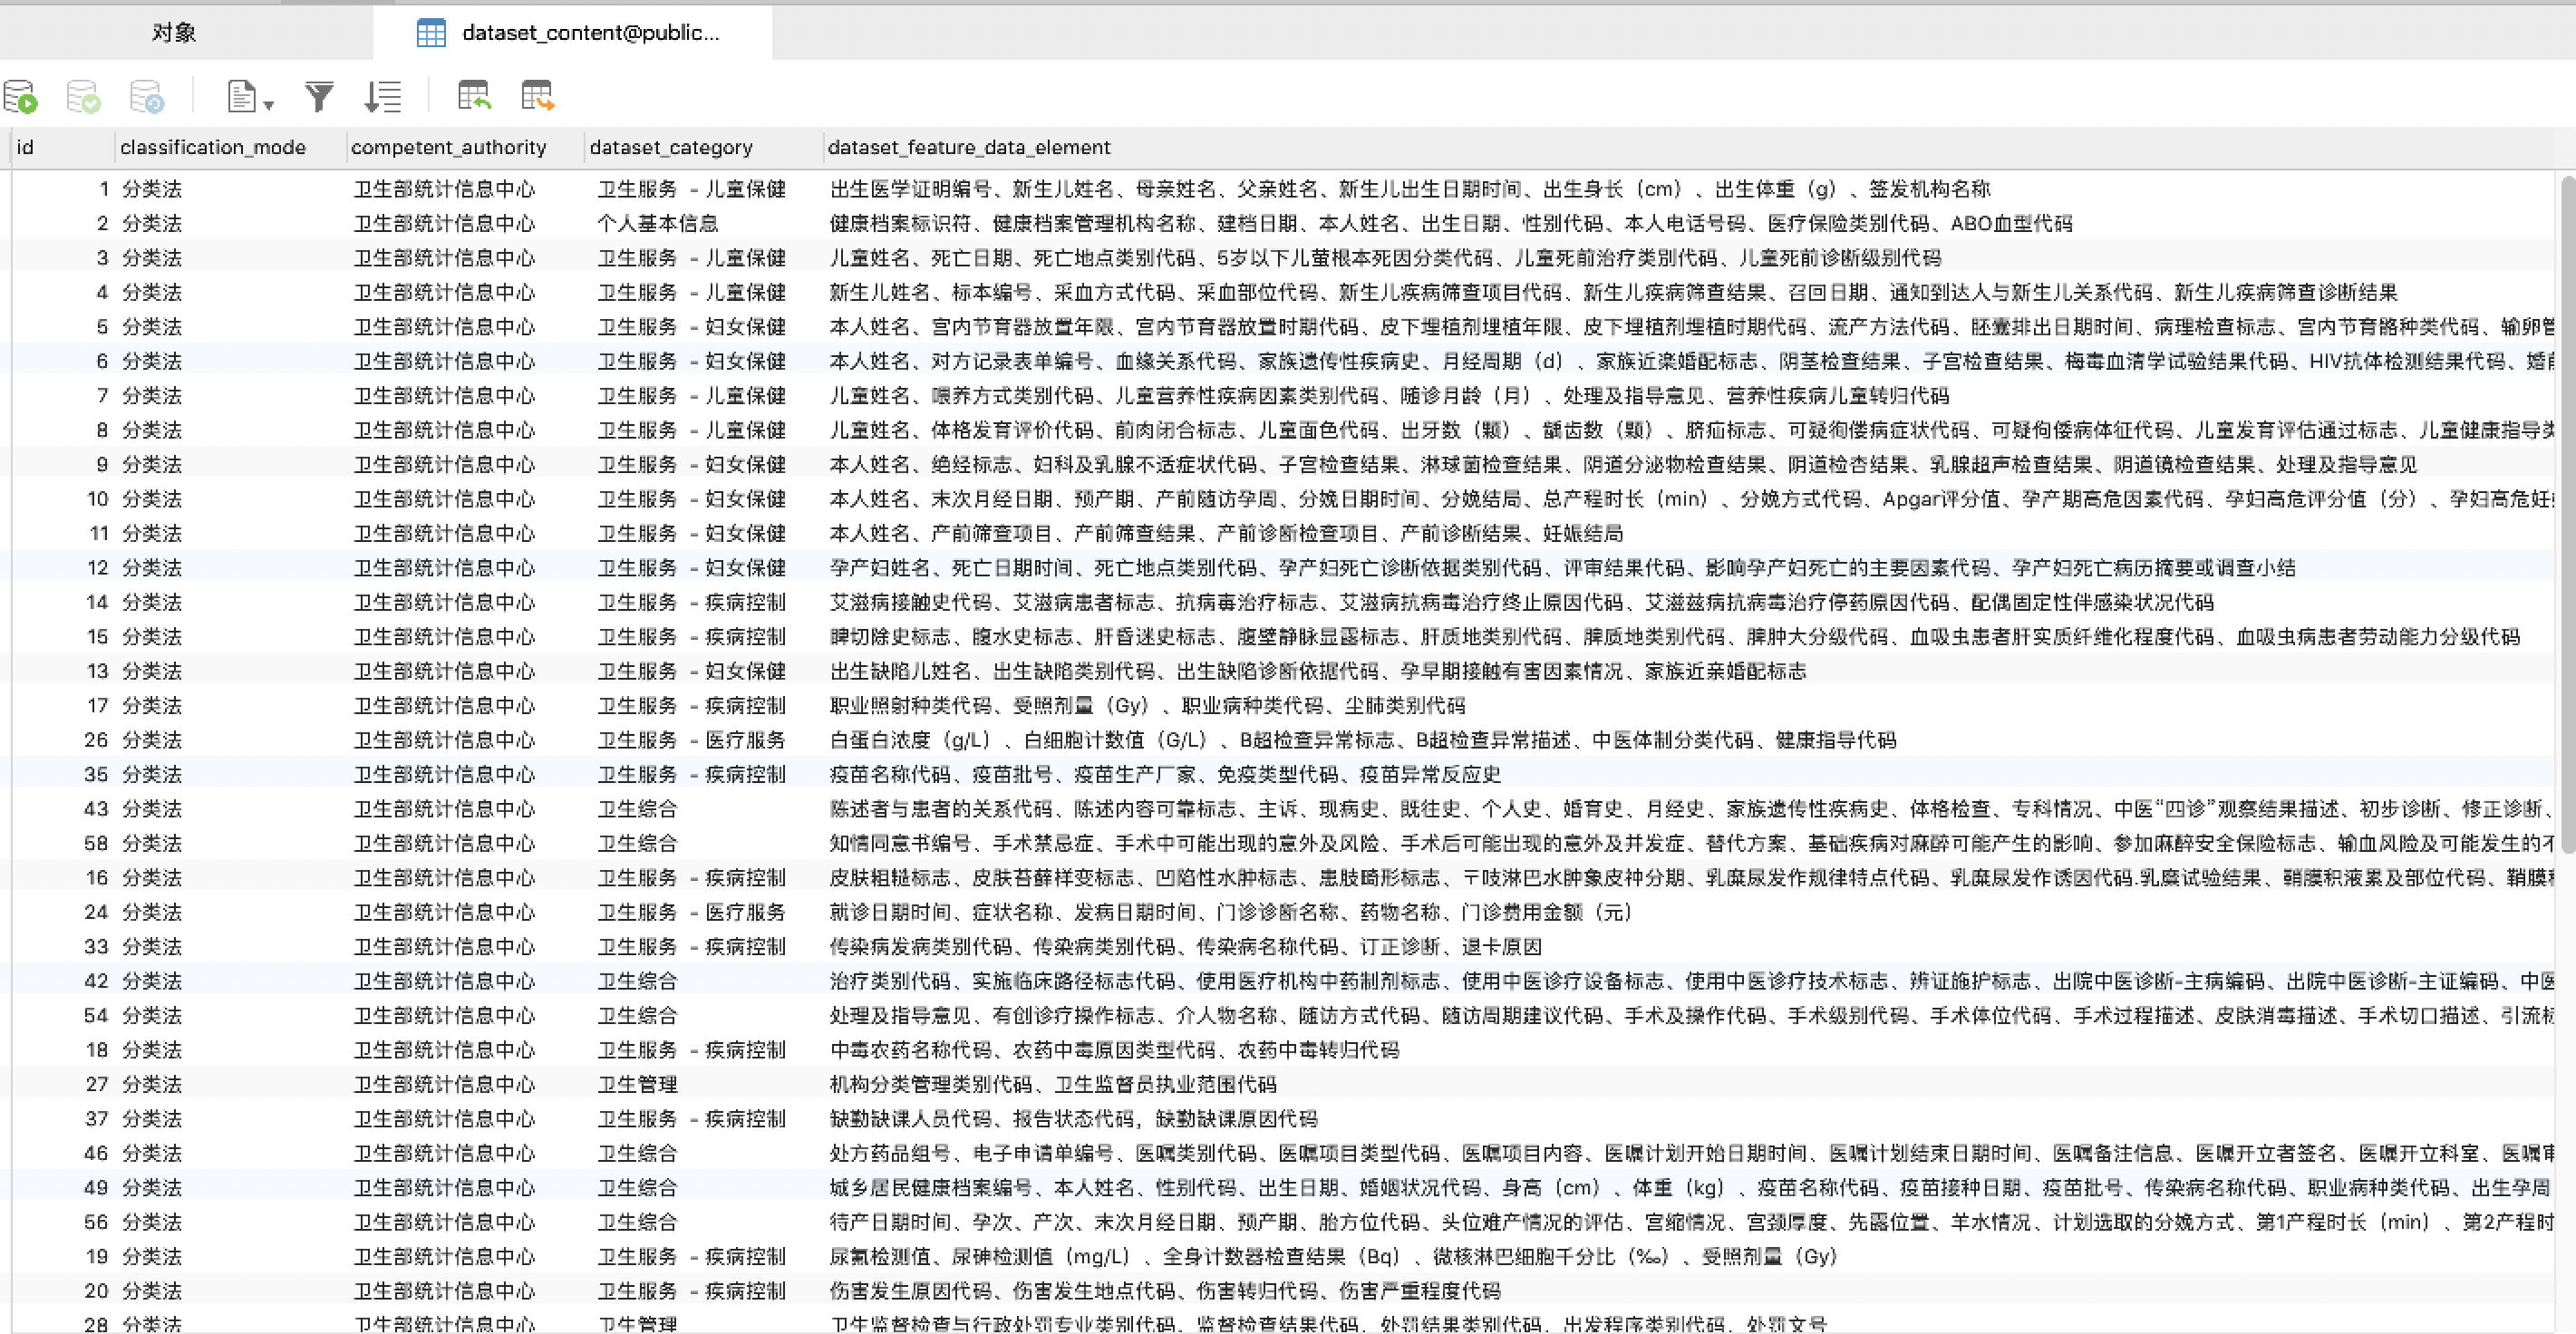 对象 dataset_content@public...
id classification_mode competent_authority dataset_category dataset_feature_data_element
1 分类法 卫生部统计信息中心 卫生服务 - 儿童保健 出生医学证明编号、新生儿姓名、母亲姓名、父亲姓名、新生儿出生日期时间、出生身长（cm）、出生体重（g）、签发机构名称
2 分类法 卫生部统计信息中心 个人基本信息 健康档案标识符、健康档案管理机构名称、建档日期、本人姓名、出生日期、性别代码、本人电话号码、医疗保险类别代码、ABO血型代码
3 分类法 卫生部统计信息中心 卫生服务 - 儿童保健 儿童姓名、死亡日期、死亡地点类别代码、5岁以下儿萤根本死因分类代码、儿童死前治疗类别代码、儿童死前诊断级别代码
4 分类法 卫生部统计信息中心 卫生服务 - 儿童保健 新生儿姓名、标本编号、采血方式代码、采血部位代码、新生儿疾病筛查项目代码、新生儿疾病筛查结果、召回日期、通知到达人与新生儿关系代码、新生儿疾病筛查诊断结果
5 分类法 卫生部统计信息中心 卫生服务 - 妇女保健 本人姓名、宫内节育器放置年限、宫内节育器放置时期代码、皮下埋植剂埋植年限、皮下埋植剂埋植时期代码、流产方法代码、胚囊排出日期时间、病理检查标志、宫内节育器种类代码、输卵管
6 分类法 卫生部统计信息中心 卫生服务 - 妇女保健 本人姓名、对方记录表单编号、血缘关系代码、家族遗传性疾病史、月经周期（d）、家族近亲婚配标志、阴茎检查结果、子宫检查结果、梅毒血清学试验结果代码、HIV抗体检测结果代码、婚前
7 分类法 卫生部统计信息中心 卫生服务 - 儿童保健 儿童姓名、喂养方式类别代码、儿童营养性疾病因素类别代码、随诊月龄（月）、处理及指导意见、营养性疾病儿童转归代码
8 分类法 卫生部统计信息中心 卫生服务 - 儿童保健 儿童姓名、体格发育评价代码、前肉闭合标志、儿童面色代码、出牙数（颗）、龋齿数（颗）、脐疝标志、可疑佝偻病症状代码、可疑佝偻病体征代码、儿童发育评估通过标志、儿童健康指导类
9 分类法 卫生部统计信息中心 卫生服务 - 妇女保健 本人姓名、绝经标志、妇科及乳腺不适症状代码、子宫检查结果、淋球菌检查结果、阴道分泌物检查结果、阴道检杏结果、乳腺超声检查结果、阴道镜检查结果、处理及指导意见
10 分类法 卫生部统计信息中心 卫生服务 - 妇女保健 本人姓名、末次月经日期、预产期、产前随访孕周、分娩日期时间、分娩结局、总产程时长（min）、分娩方式代码、Apgar评分值、孕产期高危因素代码、孕妇高危评分值（分）、孕妇高危妊
11 分类法 卫生部统计信息中心 卫生服务 - 妇女保健 本人姓名、产前筛查项目、产前筛查结果、产前诊断检查项目、产前诊断结果、妊娠结局
12 分类法 卫生部统计信息中心 卫生服务 - 妇女保健 孕产妇姓名、死亡日期时间、死亡地点类别代码、孕产妇死亡诊断依据类别代码、评审结果代码、影响孕产妇死亡的主要因素代码、孕产妇死亡病历摘要或调查小结
14 分类法 卫生部统计信息中心 卫生服务 - 疾病控制 艾滋病接触史代码、艾滋病患者标志、抗病毒治疗标志、艾滋病抗病毒治疗终止原因代码、艾滋兹病抗病毒治疗停药原因代码、配偶固定性伴感染状况代码
15 分类法 卫生部统计信息中心 卫生服务 - 疾病控制 脾切除史标志、腹水史标志、肝昏迷史标志、腹壁静脉显露标志、肝质地类别代码、脾质地类别代码、脾肿大分级代码、血吸虫患者肝实质纤维化程度代码、血吸虫病患者劳动能力分级代码
13 分类法 卫生部统计信息中心 卫生服务 - 妇女保健 出生缺陷儿姓名、出生缺陷类别代码、出生缺陷诊断依据代码、孕早期接触有害因素情况、家族近亲婚配标志
17 分类法 卫生部统计信息中心 卫生服务 - 疾病控制 职业照射种类代码、受照剂量（Gy）、职业病种类代码、尘肺类别代码
26 分类法 卫生部统计信息中心 卫生服务 - 医疗服务 白蛋白浓度（g/L）、白细胞计数值（G/L）、B超检查异常标志、B超检查异常描述、中医体制分类代码、健康指导代码
35 分类法 卫生部统计信息中心 卫生服务 - 疾病控制 疫苗名称代码、疫苗批号、疫苗生产厂家、免疫类型代码、疫苗异常反应史
43 分类法 卫生部统计信息中心 卫生综合 陈述者与患者的关系代码、陈述内容可靠标志、主诉、现病史、既往史、个人史、婚育史、月经史、家族遗传性疾病史、体格检查、专科情况、中医“四诊”观察结果描述、初步诊断、修正诊断、
58 分类法 卫生部统计信息中心 卫生综合 知情同意书编号、手术禁忌症、手术中可能出现的意外及风险、手术后可能出现的意外及并发症、替代方案、基础疾病对麻醉可能产生的影响、参加麻醉安全保险标志、输血风险及可能发生的不
16 分类法 卫生部统计信息中心 卫生服务 - 疾病控制 皮肤粗糙标志、皮肤苔藓样变标志、凹陷性水肿标志、患肢畸形标志、干吱淋巴水肿象皮种分期、乳糜尿发作规律特点代码、乳糜尿发作诱因代码.乳糜试验结果、鞘膜积液累及部位代码、鞘膜积
24 分类法 卫生部统计信息中心 卫生服务 - 医疗服务 就诊日期时间、症状名称、发病日期时间、门诊诊断名称、药物名称、门诊费用金额（元）
33 分类法 卫生部统计信息中心 卫生服务 - 疾病控制 传染病发病类别代码、传染病类别代码、传染病名称代码、订正诊断、退卡原因
42 分类法 卫生部统计信息中心 卫生综合 治疗类别代码、实施临床路径标志代码、使用医疗机构中药制剂标志、使用中医诊疗设备标志、使用中医诊疗技术标志、辨证施护标志、出院中医诊断-主病编码、出院中医诊断-主证编码、中医
54 分类法 卫生部统计信息中心 卫生综合 处理及指导意见、有创诊疗操作标志、介人物名称、随访方式代码、随访周期建议代码、手术及操作代码、手术级别代码、手术体位代码、手术过程描述、皮肤消毒描述、手术切口描述、引流标
18 分类法 卫生部统计信息中心 卫生服务 - 疾病控制 中毒农药名称代码、农药中毒原因类型代码、农药中毒转归代码
27 分类法 卫生部统计信息中心 卫生管理 机构分类管理类别代码、卫生监督员执业范围代码
37 分类法 卫生部统计信息中心 卫生服务 - 疾病控制 缺勤缺课人员代码、报告状态代码，缺勤缺课原因代码
46 分类法 卫生部统计信息中心 卫生综合 处方药品组号、电子申请单编号、医嘱类别代码、医嘱项目类型代码、医嘱项目内容、医嘱计划开始日期时间、医嘱计划结束日期时间、医嘱备注信息、医嘱开立者签名、医嘱开立科室、医嘱审
49 分类法 卫生部统计信息中心 卫生综合 城乡居民健康档案编号、本人姓名、性别代码、出生日期、婚姻状况代码、身高（cm）、体重（kg）、疫苗名称代码、疫苗接种日期、疫苗批号、传染病名称代码、职业病种类代码、出生孕周
56 分类法 卫生部统计信息中心 卫生综合 待产日期时间、孕次、产次、末次月经日期、预产期、胎方位代码、头位难产情况的评估、宫缩情况、宫颈厚度、先露位置、羊水情况、计划选取的分娩方式、第1产程时长（min）、第2产程时
19 分类法 卫生部统计信息中心 卫生服务 - 疾病控制 尿氟检测值、尿砷检测值（mg/L）、全身计数器检查结果（Bq）、微核淋巴细胞千分比（‰）、受照剂量（Gy）
20 分类法 卫生部统计信息中心 卫生服务 - 疾病控制 伤害发生原因代码、伤害发生地点代码、伤害转归代码、伤害严重程度代码
28 分类法 卫生部统计信息中心 卫生管理 卫生监督检查与行政处罚专业类别代码、监督检查结果代码、处罚结果类别代码、出发程序类别代码、处罚文号